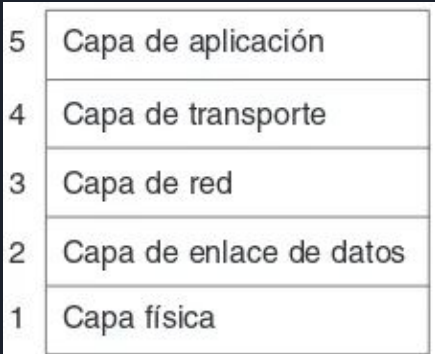 5 Capa de aplicación
4 Capa de transporte
3 Capa de red
2 Capa de enlace de datos
1 Capa física